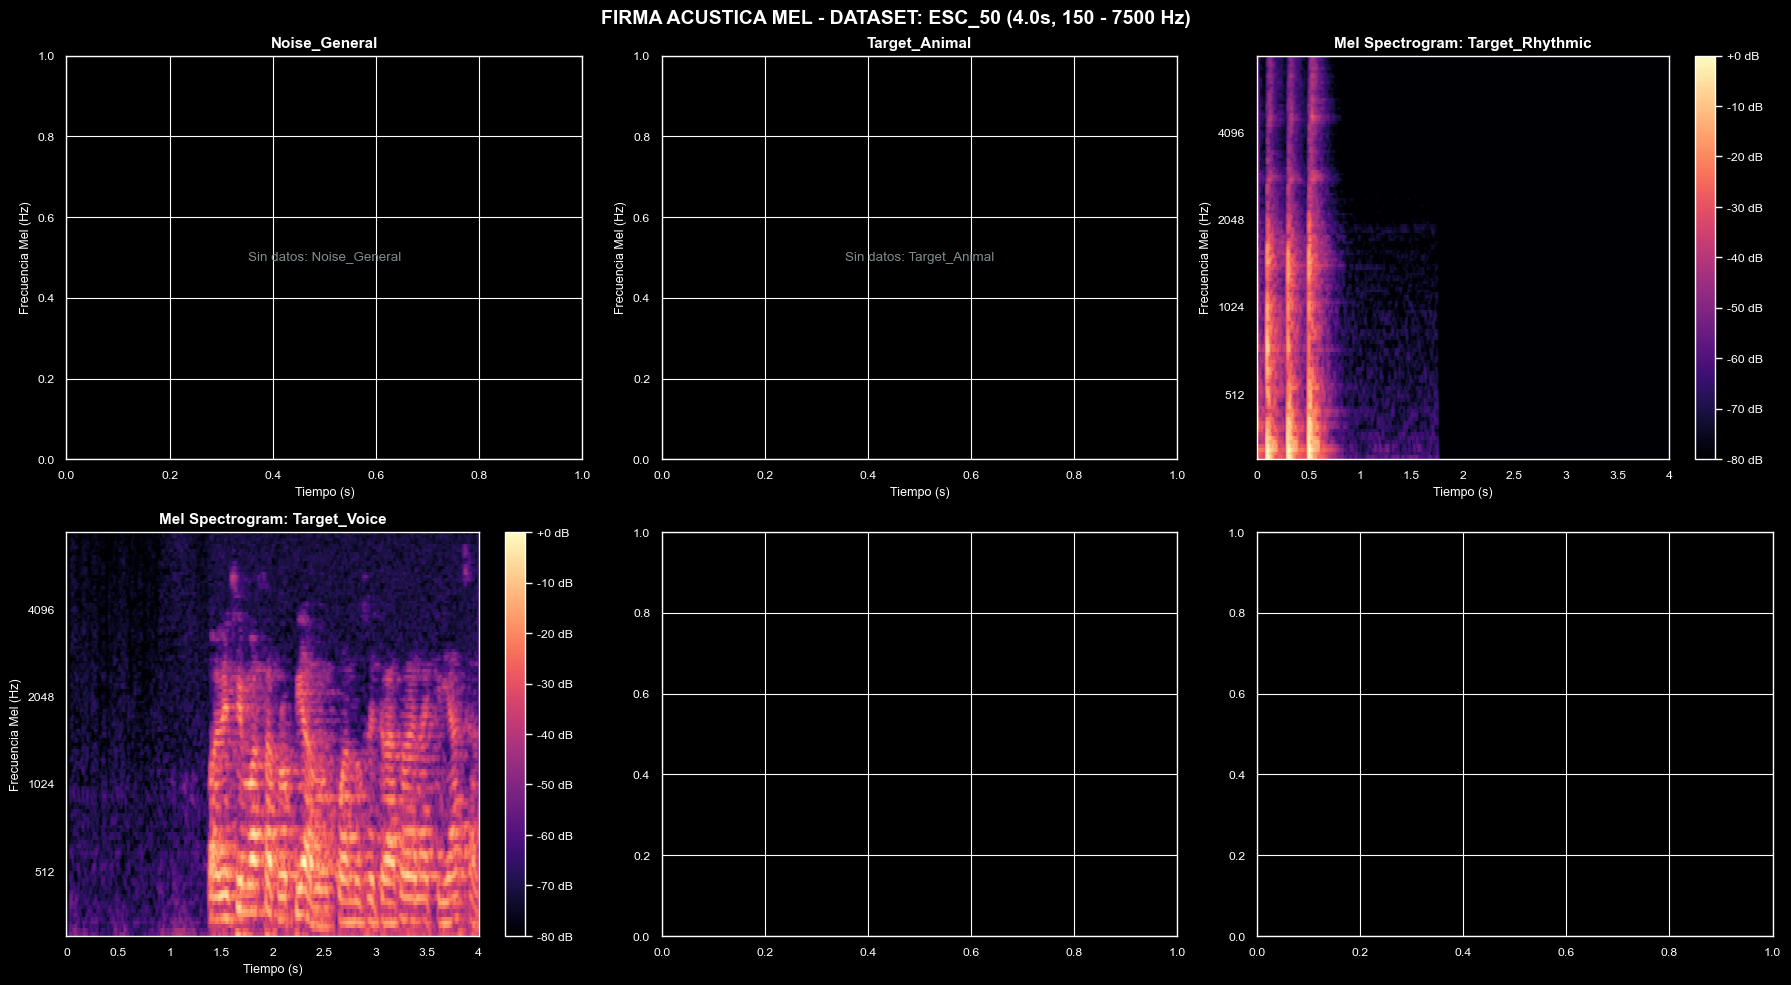 FIRMA ACUSTICA MEL - DATASET: ESC_50 (4.0s, 150 - 7500 Hz)
Noise_General
Frecuencia Mel (Hz)
1.0
0.8
0.6
0.4
0.2
0.0
Sin datos: Noise_General
0.0 0.2 0.4 0.6 0.8 1.0
Tiempo (s)
Target_Animal
Frecuencia Mel (Hz)
1.0
0.8
0.6
0.4
0.2
0.0
Sin datos: Target_Animal
0.0 0.2 0.4 0.6 0.8 1.0
Tiempo (s)
Mel Spectrogram: Target_Rhythmic
Frecuencia Mel (Hz)
4096
2048
1024
512
0 0.5 1 1.5 2 2.5 3 3.5 4
Tiempo (s)
+0 dB
-10 dB
-20 dB
-30 dB
-40 dB
-50 dB
-60 dB
-70 dB
-80 dB
Mel Spectrogram: Target_Voice
Frecuencia Mel (Hz)
4096
2048
1024
512
0 0.5 1 1.5 2 2.5 3 3.5 4
Tiempo (s)
+0 dB
-10 dB
-20 dB
-30 dB
-40 dB
-50 dB
-60 dB
-70 dB
-80 dB
1.0
0.8
0.6
0.4
0.2
0.0
0.0 0.2 0.4 0.6 0.8 1.0
1.0
0.8
0.6
0.4
0.2
0.0
0.0 0.2 0.4 0.6 0.8 1.0